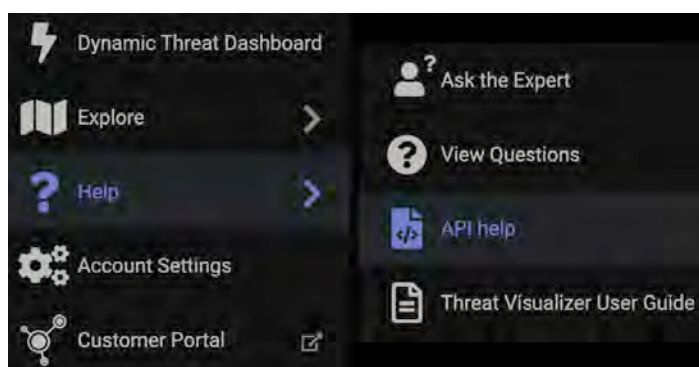 Dynamic Threat Dashboard
Explore
Help
Account Settings
Customer Portal
Ask the Expert
View Questions
API help
Threat Visualizer User Guide